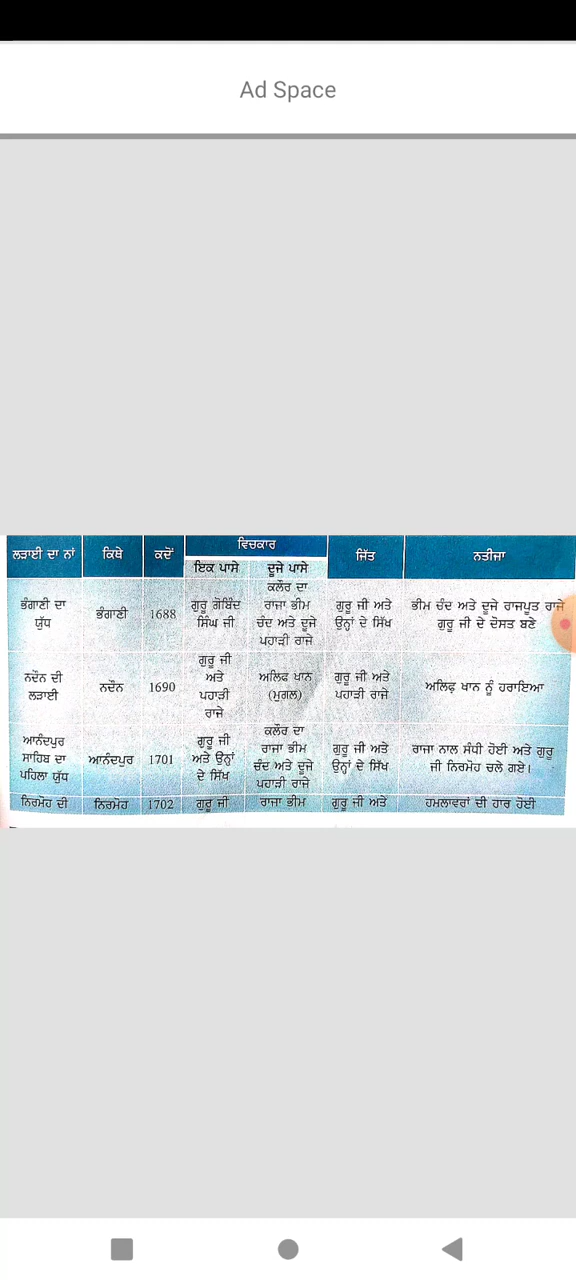 Ad Space
ਲੜਾਈ ਦਾ ਨਾਂ ਕਿਥੇ ਕਦੋਂ ਵਿਚਕਾਰ ਜਿੱਤ ਨਤੀਜਾ
ਇਕ ਪਾਸੇ ਦੂਜੇ ਪਾਸੇ
ਭੰਗਾਣੀ ਦਾ
ਯੁੱਧ
ਭੰਗਾਣੀ
1688
ਗੁਰੂ ਗੋਬਿੰਦ
ਸਿੰਘ ਜੀ
ਕਲੌਰ ਦਾ
ਰਾਜਾ ਭੀਮ
ਚੰਦ ਅਤੇ ਦੂਜੇ
ਪਹਾੜੀ ਰਾਜੇ
ਗੁਰੂ ਜੀ ਅਤੇ
ਉਨ੍ਹਾਂ ਦੇ ਸਿੱਖ
ਭੀਮ ਚੰਦ ਅਤੇ ਦੂਜੇ ਰਾਜਪੂਤ ਰਾਜੇ
ਗੁਰੂ ਜੀ ਦੇ ਦੋਸਤ ਬਣੇ
ਨਦੌਨ ਦੀ
ਲੜਾਈ
ਨਦੌਨ
1690
ਗੁਰੂ ਜੀ
ਅਤੇ
ਪਹਾੜੀ
ਰਾਜੇ
ਅਲਿਫ ਖਾਨ
(ਮੁਗਲ)
ਗੁਰੂ ਜੀ ਅਤੇ
ਪਹਾੜੀ ਰਾਜੇ
ਅਲਿਫ਼ ਖਾਨ ਨੂੰ ਹਰਾਇਆ
ਆਨੰਦਪੁਰ
ਸਾਹਿਬ ਦਾ
ਪਹਿਲਾ ਯੁੱਧ
ਆਨੰਦਪੁਰ
1701
ਗੁਰੂ ਜੀ
ਅਤੇ ਉਨ੍ਹਾਂ
ਦੇ ਸਿੱਖ
ਕਲੌਰ ਦਾ
ਰਾਜਾ ਭੀਮ
ਚੰਦ ਅਤੇ ਦੂਜੇ
ਪਹਾੜੀ ਰਾਜੇ
ਗੁਰੂ ਜੀ ਅਤੇ
ਉਨ੍ਹਾਂ ਦੇ ਸਿੱਖ
ਰਾਜਾ ਨਾਲ ਸੰਧੀ ਹੋਈ ਅਤੇ ਗੁਰੂ
ਜੀ ਨਿਰਮੋਹ ਚਲੇ ਗਏ।
ਨਿਰਮੋਹ ਦੀ ਨਿਰਮੋਹ 1702 ਗੁਰੂ ਜੀ ਰਾਜਾ ਭੀਮ ਗੁਰੂ ਜੀ ਅਤੇ ਹਮਲਾਵਰਾਂ ਦੀ ਹਾਰ ਹੋਈ